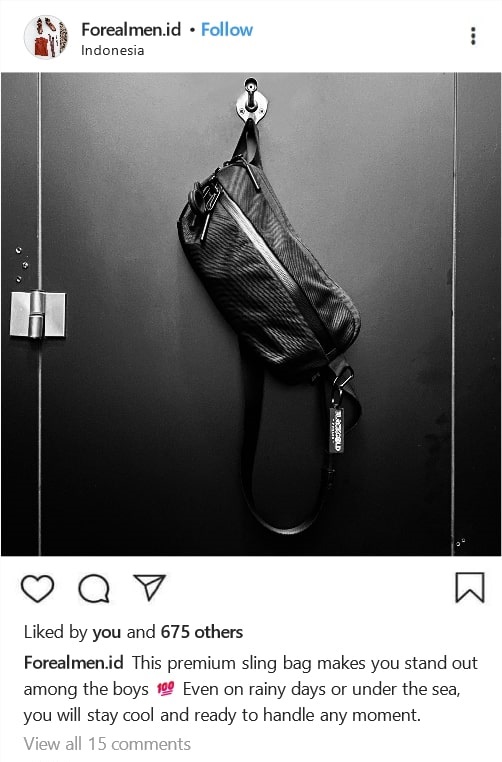 Forealmen.id • Follow
Indonesia
Liked by you and 675 others
Forealmen.id This premium sling bag makes you stand out
among the boys 💯 Even on rainy days or under the sea,
you will stay cool and ready to handle any moment.
View all 15 comments